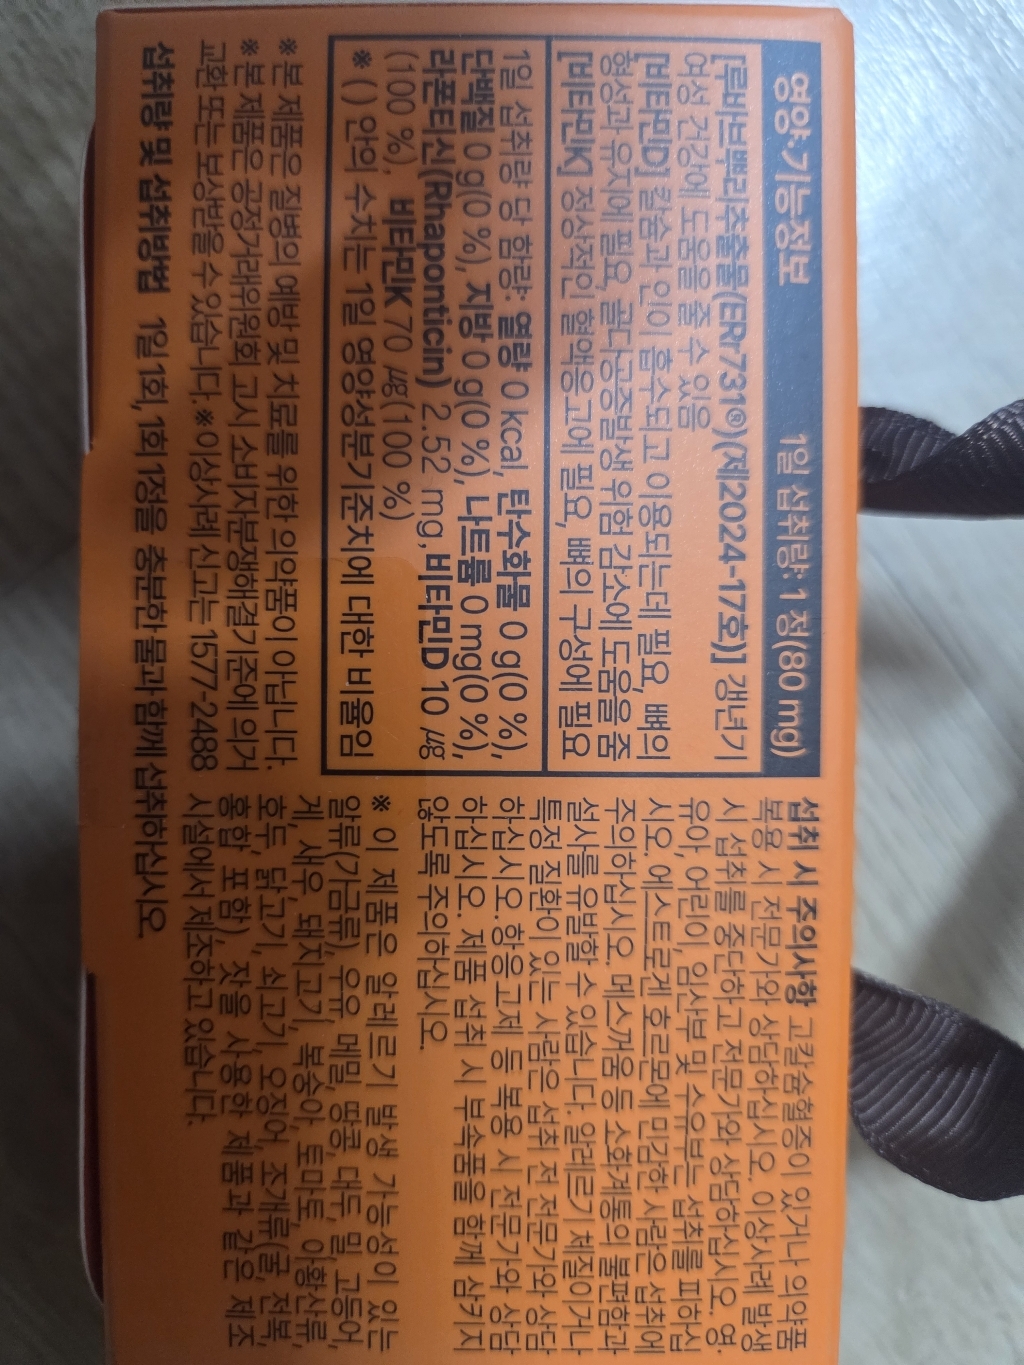 영양·기능정보 1일 섭취량: 1 정(80 mg)
[루바브뿌리추출물(ERr 731®)(제2024-17호)] 갱년기
여성 건강에 도움을 줄 수 있음
[비타민D] 칼슘과 인이 흡수되고 이용되는데 필요, 뼈의
형성과 유지에 필요, 골다공증발생 위험 감소에 도움을 줌
[비타민K] 정상적인 혈액응고에 필요, 뼈의 구성에 필요
1일 섭취량 당 함량: 열량 0 kcal, 탄수화물 0 g(0 %),
단백질 0 g(0 %), 지방 0 g(0 %), 나트륨 0 mg(0 %),
라폰티신(Rhaponticin) 2.52 mg, 비타민D 10 ㎍
(100 %), 비타민K 70 ㎍(100 %)
※ ( ) 안의 수치는 1일 영양성분기준치에 대한 비율임
※ 본 제품은 질병의 예방 및 치료를 위한 의약품이 아닙니다.
※ 본 제품은 공정거래위원회 고시 소비자분쟁해결기준에 의거
교환 또는 보상받을 수 있습니다. ※이상사례 신고는 1577-2488
섭취량 및 섭취방법 1일 1회, 1회 1정을 충분한 물과 함께 섭취하십시오.
섭취 시 주의사항 고칼슘혈증이 있거나 의약품
복용 시 전문가와 상담하십시오. 이상사례 발생
시 섭취를 중단하고 전문가와 상담하십시오. 영·
유아, 어린이, 임산부 및 수유부는 섭취를 피하십
시오. 에스트로겐 호르몬에 민감한 사람은 섭취에
주의하십시오. 메스꺼움 등 소화계통의 불편함과
설사를 유발할 수 있습니다. 알레르기 체질이거나
특정 질환이 있는 사람은 섭취 전 전문가와 상담
하십시오. 항응고제 등 복용 시 전문가와 상담
하십시오. 제품 섭취 시 부속품을 함께 삼키지
않도록 주의하십시오.
※ 이 제품은 알레르기 발생 가능성이 있는
알류(가금류), 우유, 메밀, 땅콩, 대두, 밀, 고등어,
게, 새우, 돼지고기, 복숭아, 토마토, 아황산류,
호두, 닭고기, 쇠고기, 오징어, 조개류(굴, 전복,
홍합 포함), 잣을 사용한 제품과 같은 제조
시설에서 제조하고 있습니다.